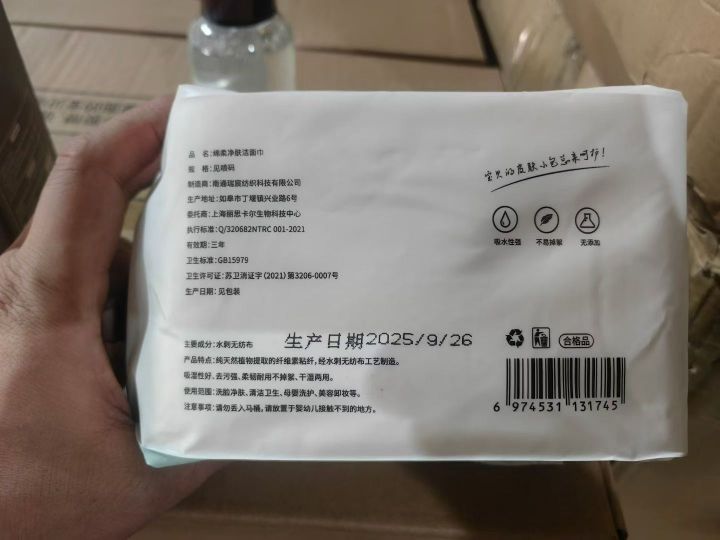 品　名：绵柔净肤洁面巾
规　格：见喷码
制造商：南通瑞宸纺织科技有限公司
生产地址：如皋市丁堰镇兴业路6号
委托商：上海丽思卡尔生物科技中心
执行标准：Q/320682NTRC 001-2021
有效期：三年
卫生标准：GB15979
卫生许可证：苏卫消证字（2021）第3206-0007号
生产日期：见包装
宝贝的皮肤小包芯来呵护！
吸水性强
不易掉絮
无添加
主要成分：水刺无纺布
生产日期2025/9/26
合格品
产品特点：纯天然植物提取的纤维素粘纤，经水刺无纺布工艺制造。
吸湿性好、去污强、柔韧耐用不掉絮、干湿两用。
使用范围：洗脸净肤、清洁卫生、母婴洗护、美容卸妆等。
注意事项：请勿丢入马桶。请放置于婴幼儿接触不到的地方。
6 974531 131745